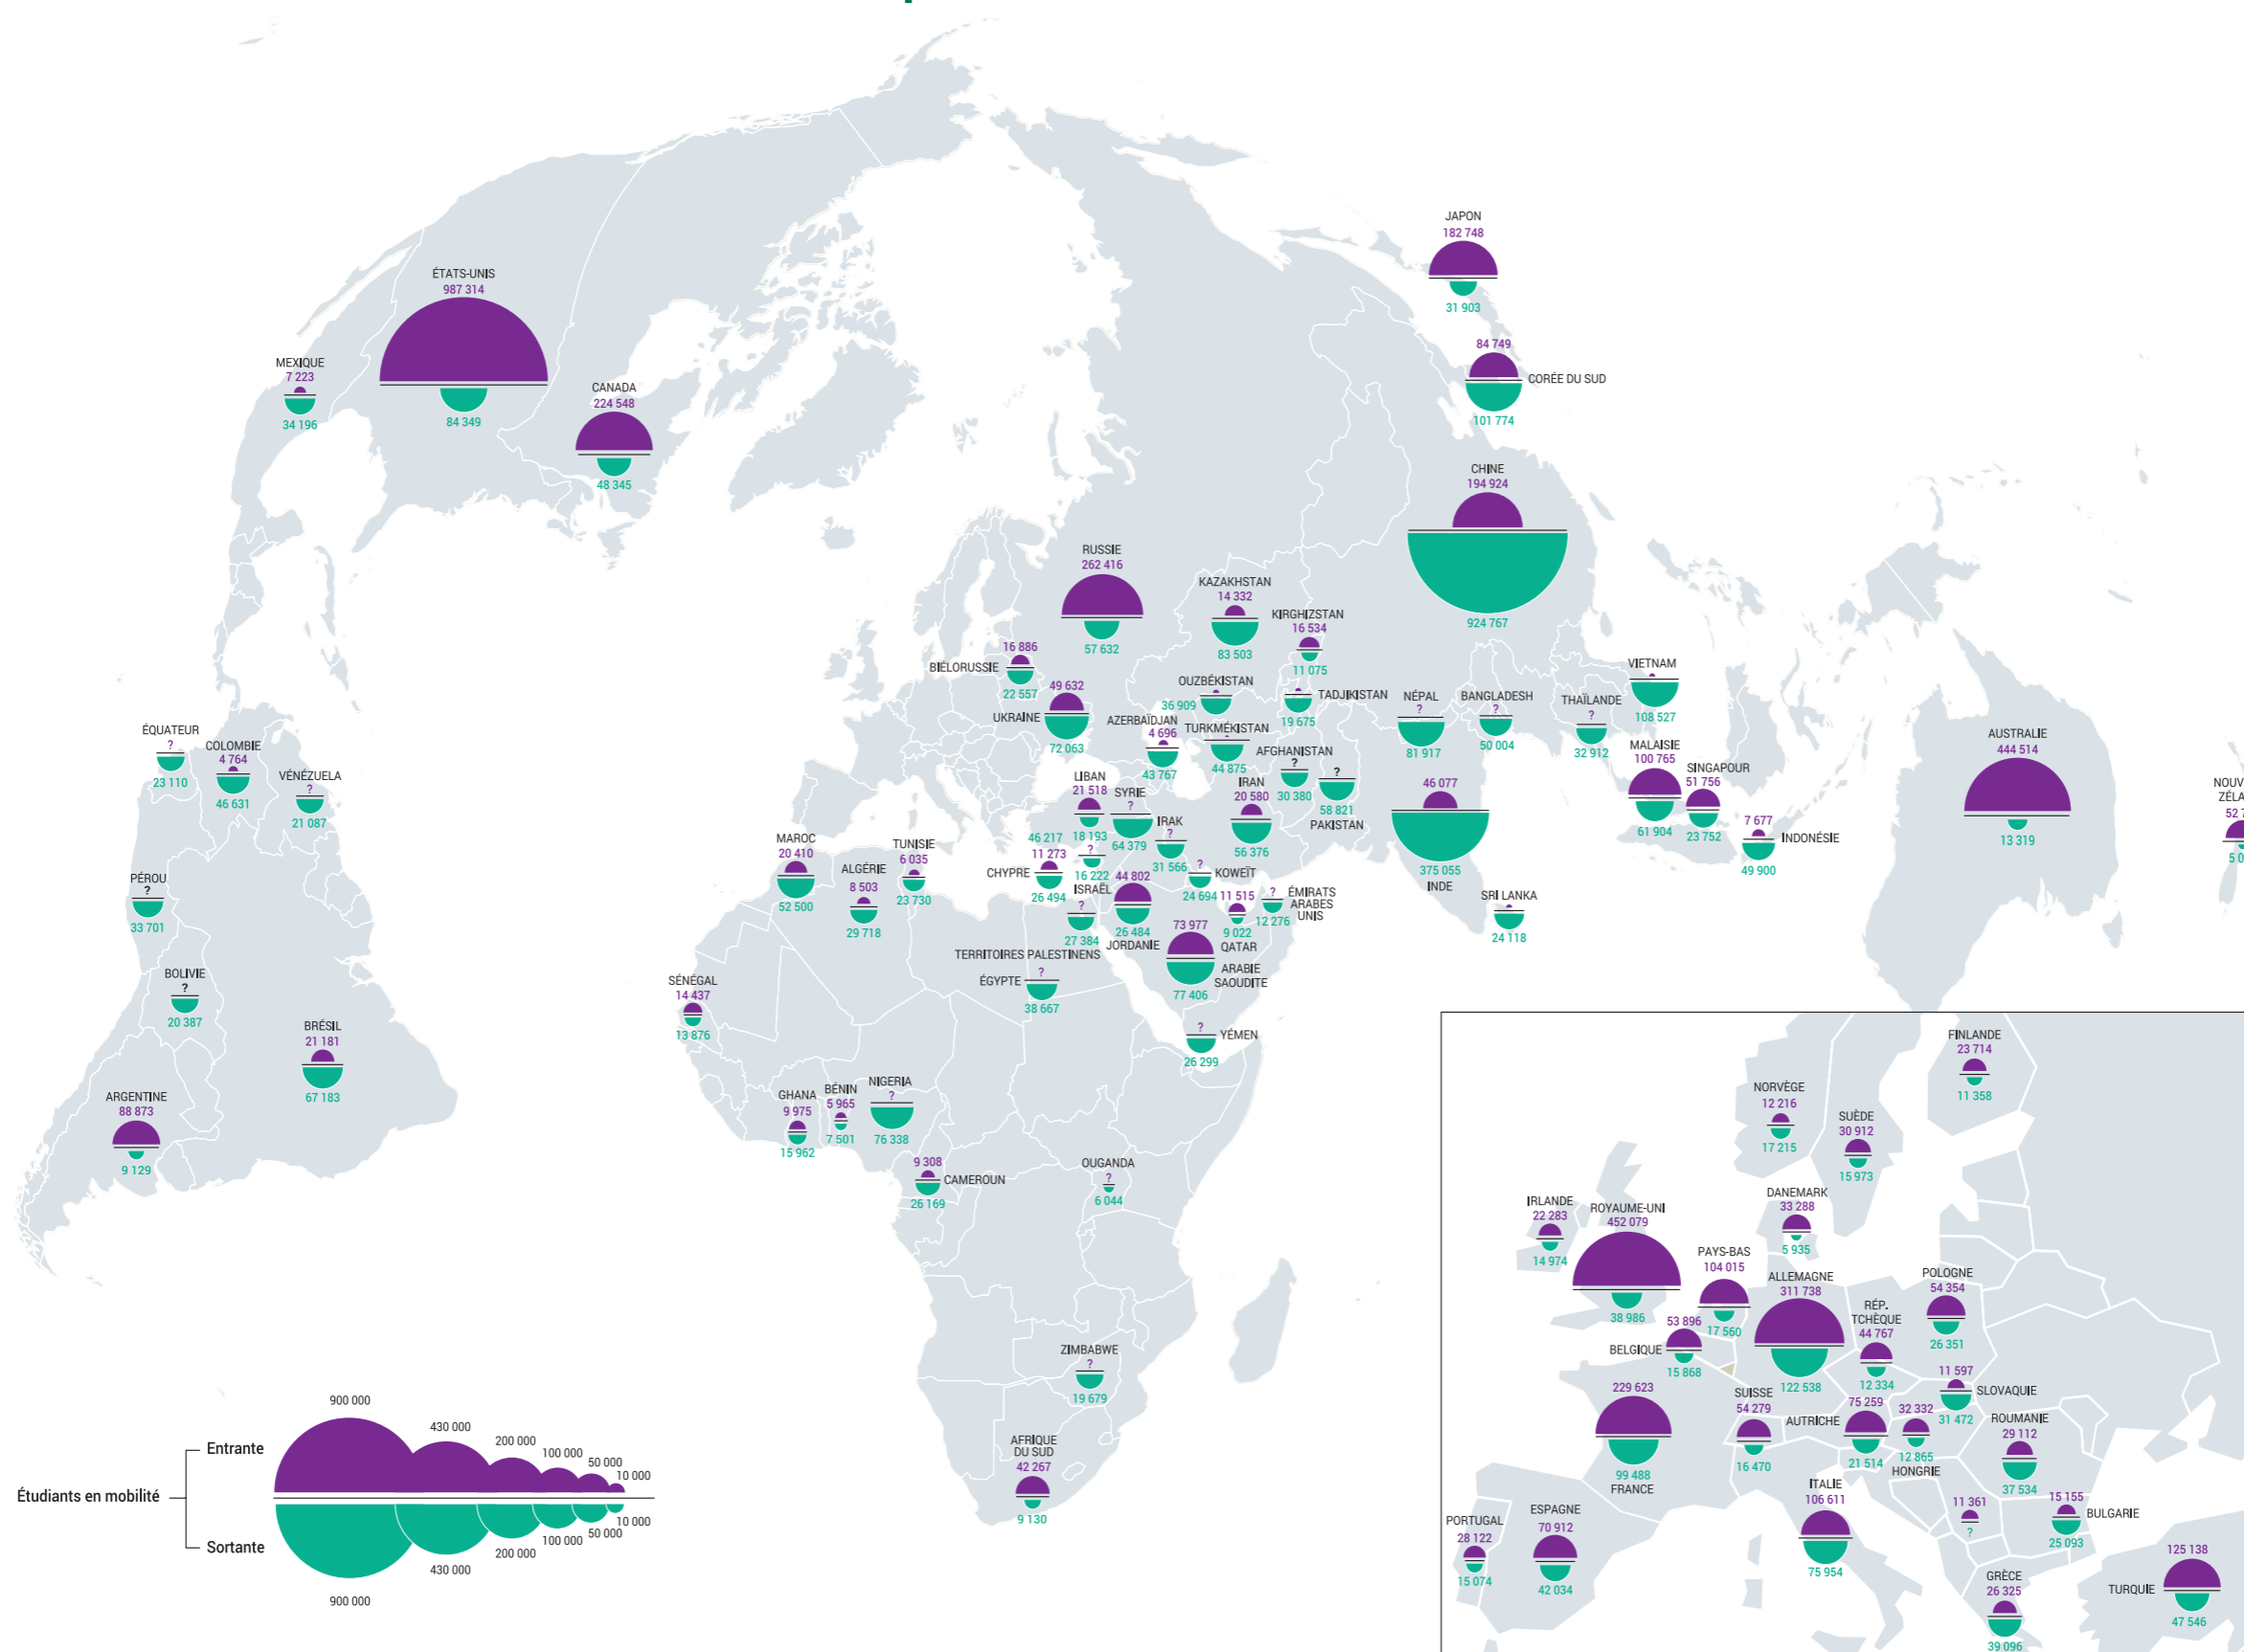 JAPON
182 748
31 903
ÉTATS-UNIS
987 314
84 349
MEXIQUE
7 223
34 196
CANADA
224 548
48 345
84 749
CORÉE DU SUD
101 774
CHINE
194 924
924 767
RUSSIE
262 416
57 632
KAZAKHSTAN
14 332
83 503
KIRGHIZSTAN
16 534
11 075
16 886
BIÉLORUSSIE
22 557
49 632
UKRAINE
72 063
OUZBÉKISTAN
36 909
TADJIKISTAN
19 675
AZERBAÏDJAN
4 696
43 767
TURKMÉKISTAN
44 875
AFGHANISTAN
?
30 380
?
58 821
PAKISTAN
NÉPAL
?
81 917
BANGLADESH
?
50 004
THAÏLANDE
?
32 912
VIETNAM
108 527
MALAISIE
100 765
61 904
SINGAPOUR
51 756
23 752
7 677
INDONÉSIE
49 900
AUSTRALIE
444 514
13 319
NOUV
ZÉLA
52 7
5 0
ÉQUATEUR
?
23 110
COLOMBIE
4 764
46 631
VÉNÉZUELA
?
21 087
PÉROU
?
33 701
BOLIVIE
?
20 387
BRÉSIL
21 181
67 183
ARGENTINE
88 873
9 129
LIBAN
21 518
18 193
SYRIE
?
64 379
IRAK
?
31 566
IRAN
20 580
56 376
46 077
375 055
INDE
SRI LANKA
24 118
MAROC
20 410
52 500
ALGÉRIE
8 503
29 718
TUNISIE
6 035
23 730
46 217
11 273
CHYPRE
26 494
?
16 222
ISRAËL
?
27 384
TERRITOIRES PALESTINENS
44 802
26 484
JORDANIE
?
KOWEÏT
24 694
11 515
9 022
QATAR
?
ÉMIRATS
ARABES
UNIS
12 276
73 977
ARABIE
SAOUDITE
77 406
?
ÉGYPTE
38 667
?
YÉMEN
26 299
SÉNÉGAL
14 437
13 876
GHANA
9 975
15 962
BÉNIN
5 965
7 501
NIGERIA
?
76 338
9 308
CAMEROUN
26 169
OUGANDA
?
6 044
ZIMBABWE
?
19 679
AFRIQUE
DU SUD
42 267
9 130
FINLANDE
23 714
11 358
NORVÈGE
12 216
17 215
SUÈDE
30 912
15 973
IRLANDE
22 283
14 974
ROYAUME-UNI
452 079
38 986
DANEMARK
33 288
5 935
PAYS-BAS
104 015
17 560
ALLEMAGNE
311 738
122 538
POLOGNE
54 354
26 351
RÉP.
TCHÈQUE
44 767
12 334
53 896
BELGIQUE
15 868
229 623
99 488
FRANCE
SUISSE
54 279
16 470
75 259
AUTRICHE
21 514
32 332
12 865
HONGRIE
11 597
SLOVAQUIE
31 472
ROUMANIE
29 112
37 534
ITALIE
106 611
75 954
11 361
?
15 155
BULGARIE
25 093
PORTUGAL
28 122
15 074
ESPAGNE
70 912
42 034
GRÈCE
26 325
39 096
125 138
TURQUIE
47 546
900 000
430 000
200 000
100 000
50 000
10 000
Entrante
Étudiants en mobilité
Sortante
10 000
50 000
100 000
200 000
430 000
900 000